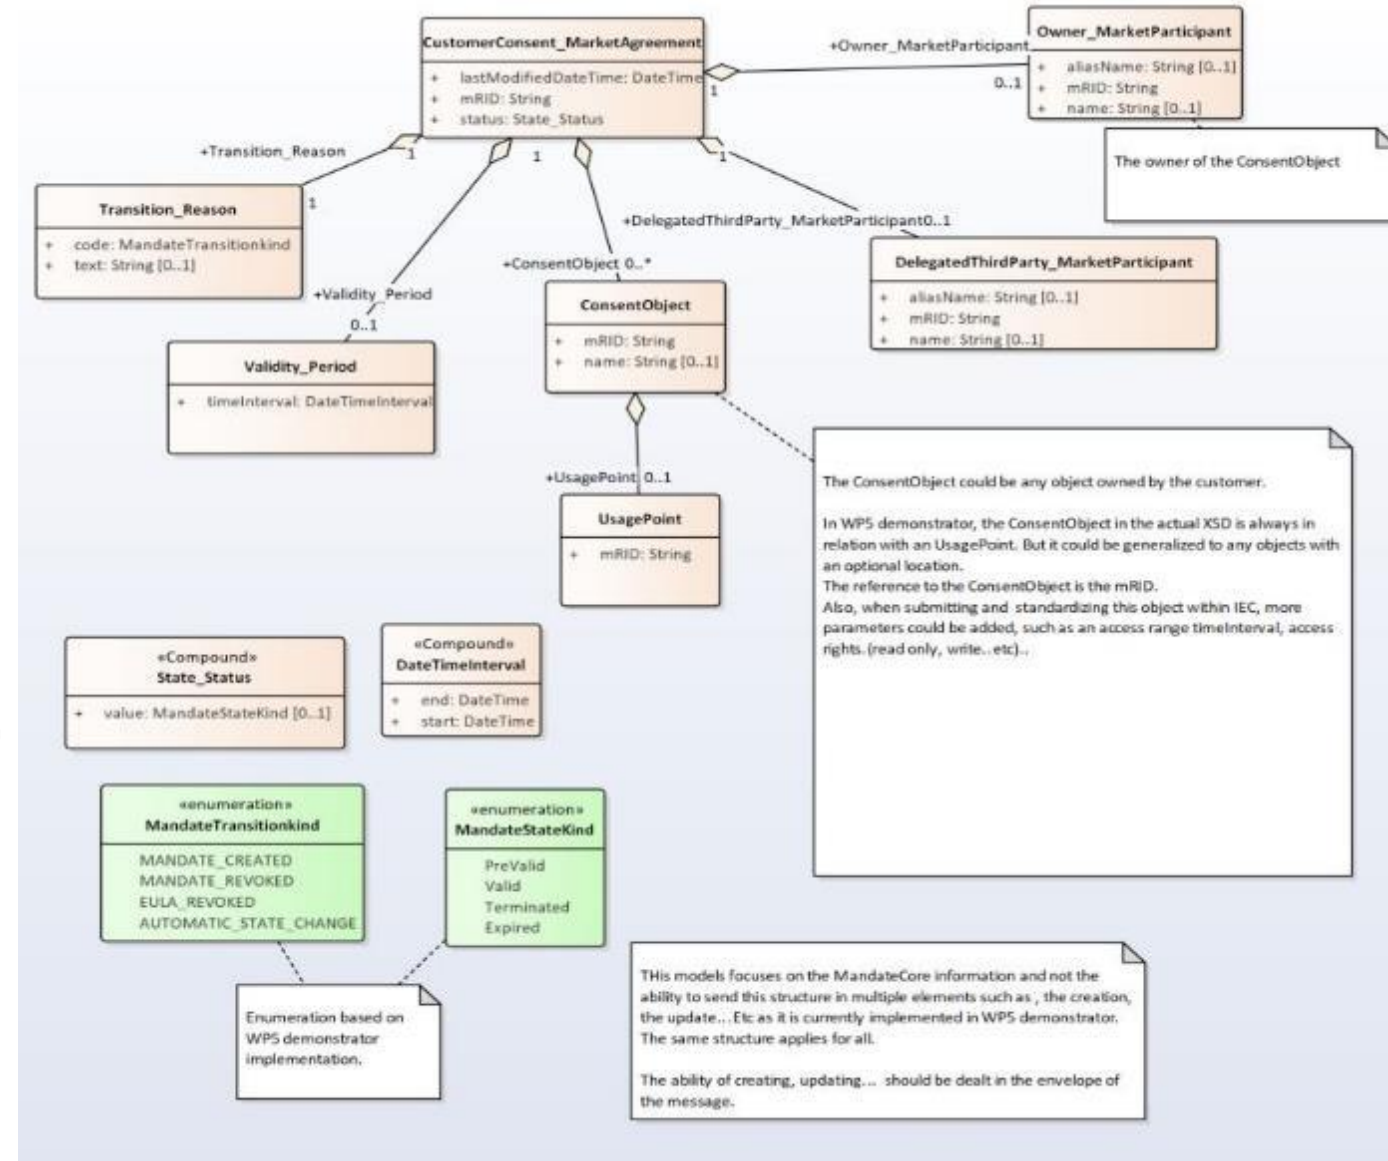 CustomerConsent_MarketAgreement
+ lastModifiedDateTime: DateTime
+ mRID: String
+ status: State_Status
+Owner_MarketParticipant
1
0..1
Owner_MarketParticipant
+ aliasName: String [0..1]
+ mRID: String
+ name: String [0..1]
The owner of the ConsentObject
+Transition_Reason
1
1
1
1
Transition_Reason
+ code: MandateTransitionkind
+ text: String [0..1]
+DelegatedThirdParty_MarketParticipant0..1
DelegatedThirdParty_MarketParticipant
+ aliasName: String [0..1]
+ mRID: String
+ name: String [0..1]
+ConsentObject 0..*
ConsentObject
+ mRID: String
+ name: String [0..1]
+Validity_Period
0..1
Validity_Period
+ timeInterval: DateTimeInterval
+UsagePoint 0..1
UsagePoint
+ mRID: String
The ConsentObject could be any object owned by the customer.
In WP5 demonstrator, the ConsentObject in the actual XSD is always in
relation with an UsagePoint. But it could be generalized to any objects with
an optional location.
The reference to the ConsentObject is the mRID.
Also, when submitting and standardizing this object within IEC, more
parameters could be added, such as an access range timeInterval, access
rights.(read only, write..etc)..
«Compound»
State_Status
+ value: MandateStateKind [0..1]
«Compound»
DateTimeInterval
+ end: DateTime
+ start: DateTime
«enumeration»
MandateTransitionkind
MANDATE_CREATED
MANDATE_REVOKED
EULA_REVOKED
AUTOMATIC_STATE_CHANGE
«enumeration»
MandateStateKind
PreValid
Valid
Terminated
Expired
Enumeration based on
WP5 demonstrator
implementation.
THis models focuses on the MandateCore information and not the
ability to send this structure in multiple elements such as , the creation,
the update... Etc as it is currently implemented in WP5 demonstrator.
The same structure applies for all.
The ability of creating, updating... should be dealt in the envelope of
the message.